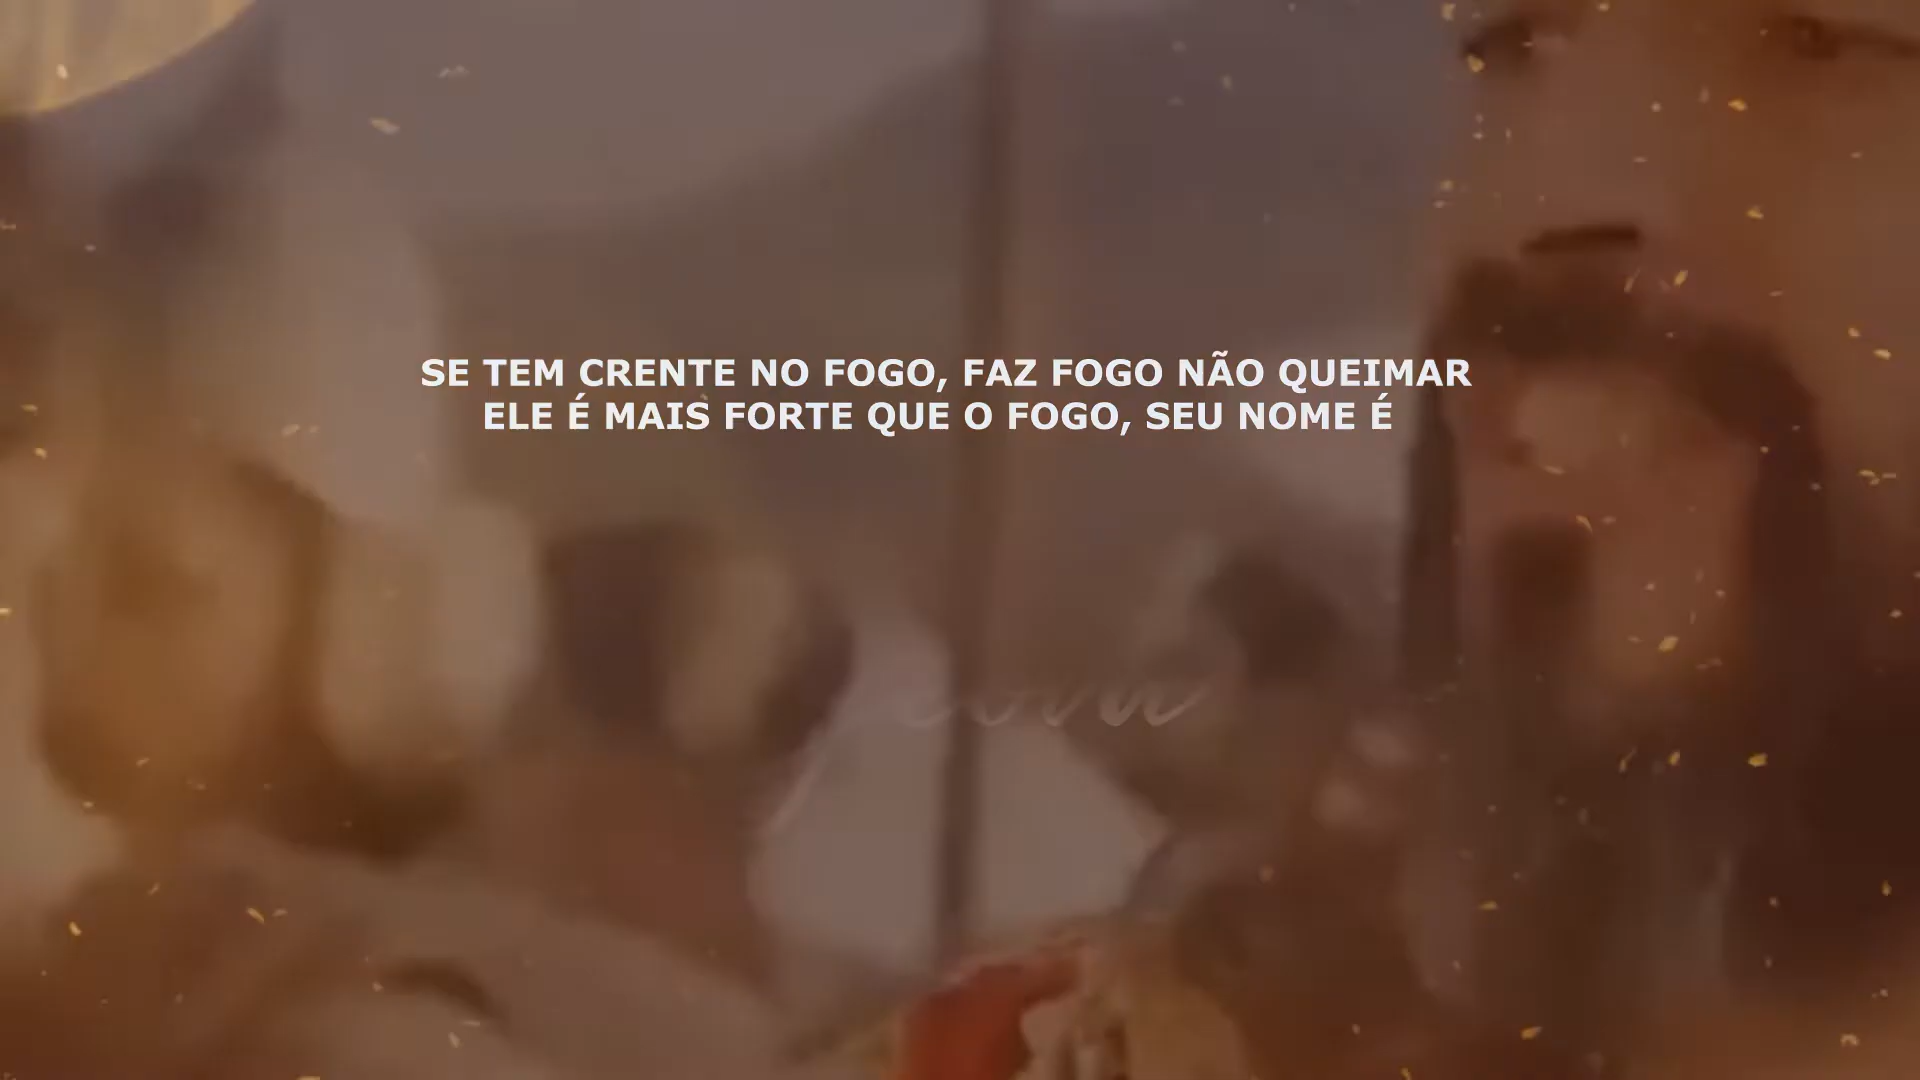 SE TEM CRENTE NO FOGO, FAZ FOGO NÃO QUEIMAR
ELE É MAIS FORTE QUE O FOGO, SEU NOME É